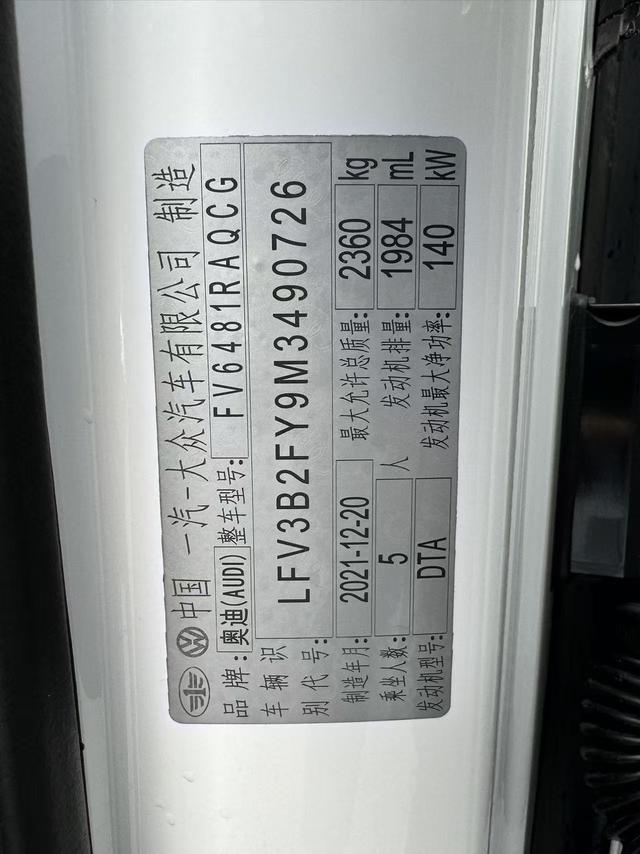 中国 一汽-大众汽车有限公司 制造
品牌: 奥迪(AUDI) 整车型号: FV6481RAQCG
车辆识别代号: LFV3B2FY9M3490726
制造年月: 2021-12-20 最大允许总质量: 2360 kg
乘坐人数: 5 人 发动机排量: 1984 mL
发动机型号: DTA 发动机最大净功率: 140 kW